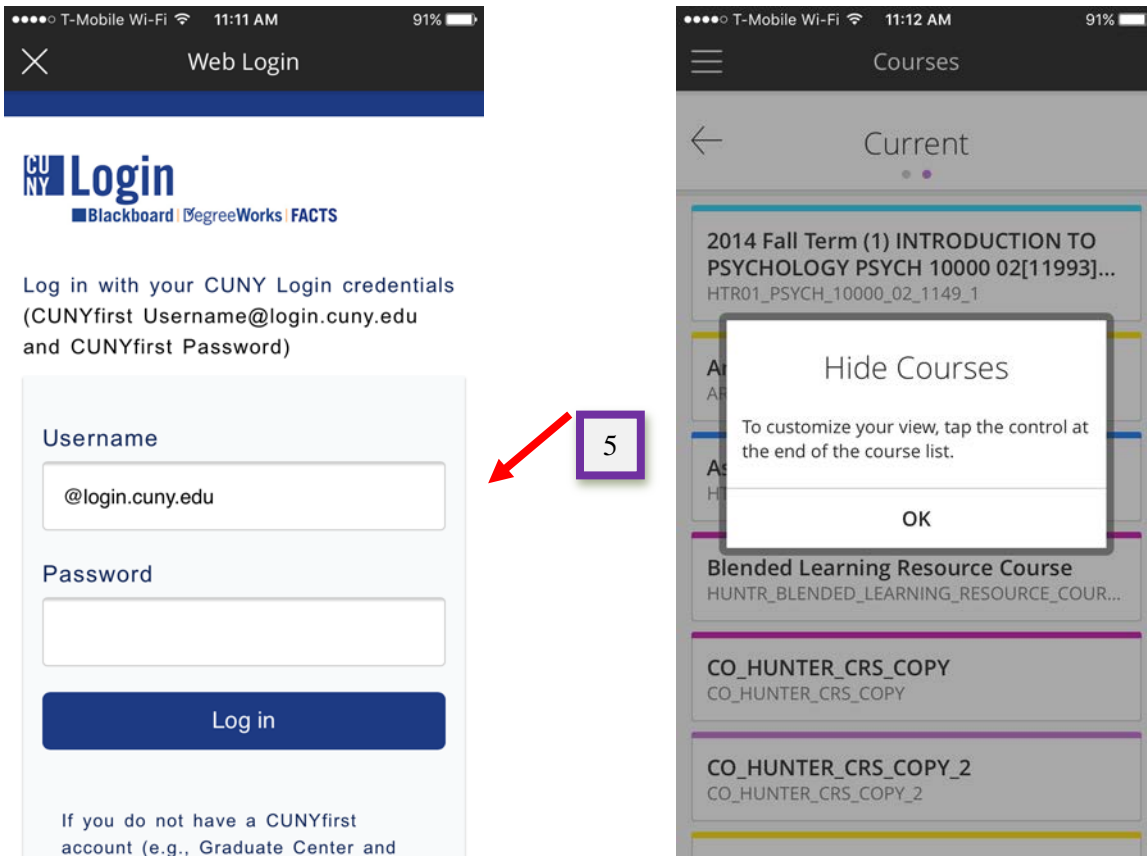 T-Mobile Wi-Fi 11:11 AM 91%
Web Login
CUNY Login
Blackboard | DegreeWorks | FACTS
Log in with your CUNY Login credentials
(CUNYfirst Username@login.cuny.edu
and CUNYfirst Password)
Username
@login.cuny.edu
Password
Log in
If you do not have a CUNYfirst
account (e.g., Graduate Center and
5
T-Mobile Wi-Fi 11:12 AM 91%
Courses
Current
2014 Fall Term (1) INTRODUCTION TO
PSYCHOLOGY PSYCH 10000 02[11993]...
HTR01_PSYCH_10000_02_1149_1
Hide Courses
To customize your view, tap the control at
the end of the course list.
OK
Blended Learning Resource Course
HUNTR_BLENDED_LEARNING_RESOURCE_COUR...
CO_HUNTER_CRS_COPY
CO_HUNTER_CRS_COPY
CO_HUNTER_CRS_COPY_2
CO_HUNTER_CRS_COPY_2